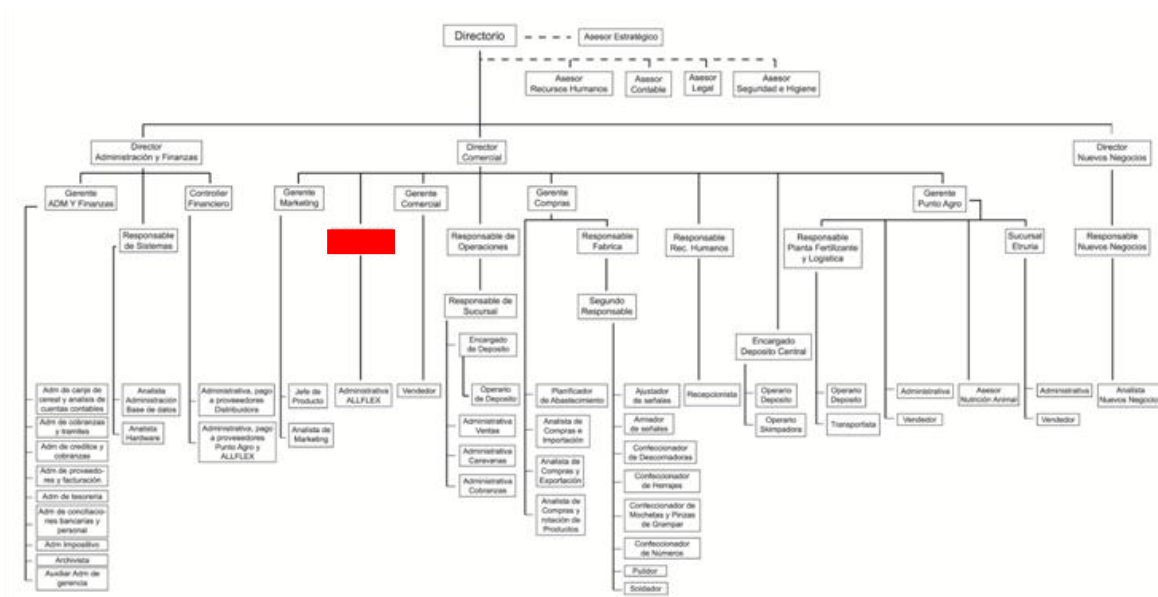 Directorio
Asesor Estratégico
Asesor
Recursos Humanos
Asesor
Contable
Asesor
Legal
Asesor
Seguridad e Higiene
Director
Administración y Finanzas
Director
Comercial
Director
Nuevos Negocios
Gerente
ADM Y Finanzas
Controller
Financiero
Gerente
Marketing
Gerente
Comercial
Gerente
Compras
Gerente
Punto Agro
Responsable
de Sistemas
Responsable de
Operaciones
Responsable
Fabrica
Responsable
Rec. Humanos
Responsable
Planta Fertilizante
y Logística
Sucursal
Etruria
Responsable
Nuevos Negocios
Responsable de
Sucursal
Segundo
Responsable
Encargado
de Deposito
Encargado
Deposito Central
Adm de canje de
cereal y analisis de
cuentas contables
Adm de cobranzas
y tramites
Adm de creditos y
cobranzas
Adm de proveedo-
res y facturación
Adm de tesoreria
Adm de conciliacio-
nes bancarias y
personal
Adm Impositivo
Archivista
Auxiliar Adm de
gerencia
Analista
Administración
Base de datos
Analista
Hardware
Administrativa, pago
a proveedores
Distribuidora
Administrativa, pago
a proveeedores
Punto Agro y
ALLFLEX
Jefe de
Producto
Analista de
Marketing
Administrativa
ALLFLEX
Vendedor
Operario
de Deposito
Administrativa
Ventas
Administrativa
Caravanas
Administrativa
Cobranzas
Planificador
de Abastecimiento
Analista de
Compras e
Importación
Analista de
Compras y
Exportación
Analista de
Compras y
rotación de
Productos
Ajustador
de señales
Armador
de señales
Confeccionador
de Descornadoras
Confeccionador
de Herrajes
Confeccionador de
Mochetas y Pinzas
de Grampar
Confeccionador
de Números
Pulidor
Soldador
Recepcionista
Operario
Deposito
Operario
Skimpadora
Operario
Deposito
Transportista
Administrativa
Vendedor
Asesor
Nutrición Animal
Administrativa
Vendedor
Analista
Nuevos Negocio